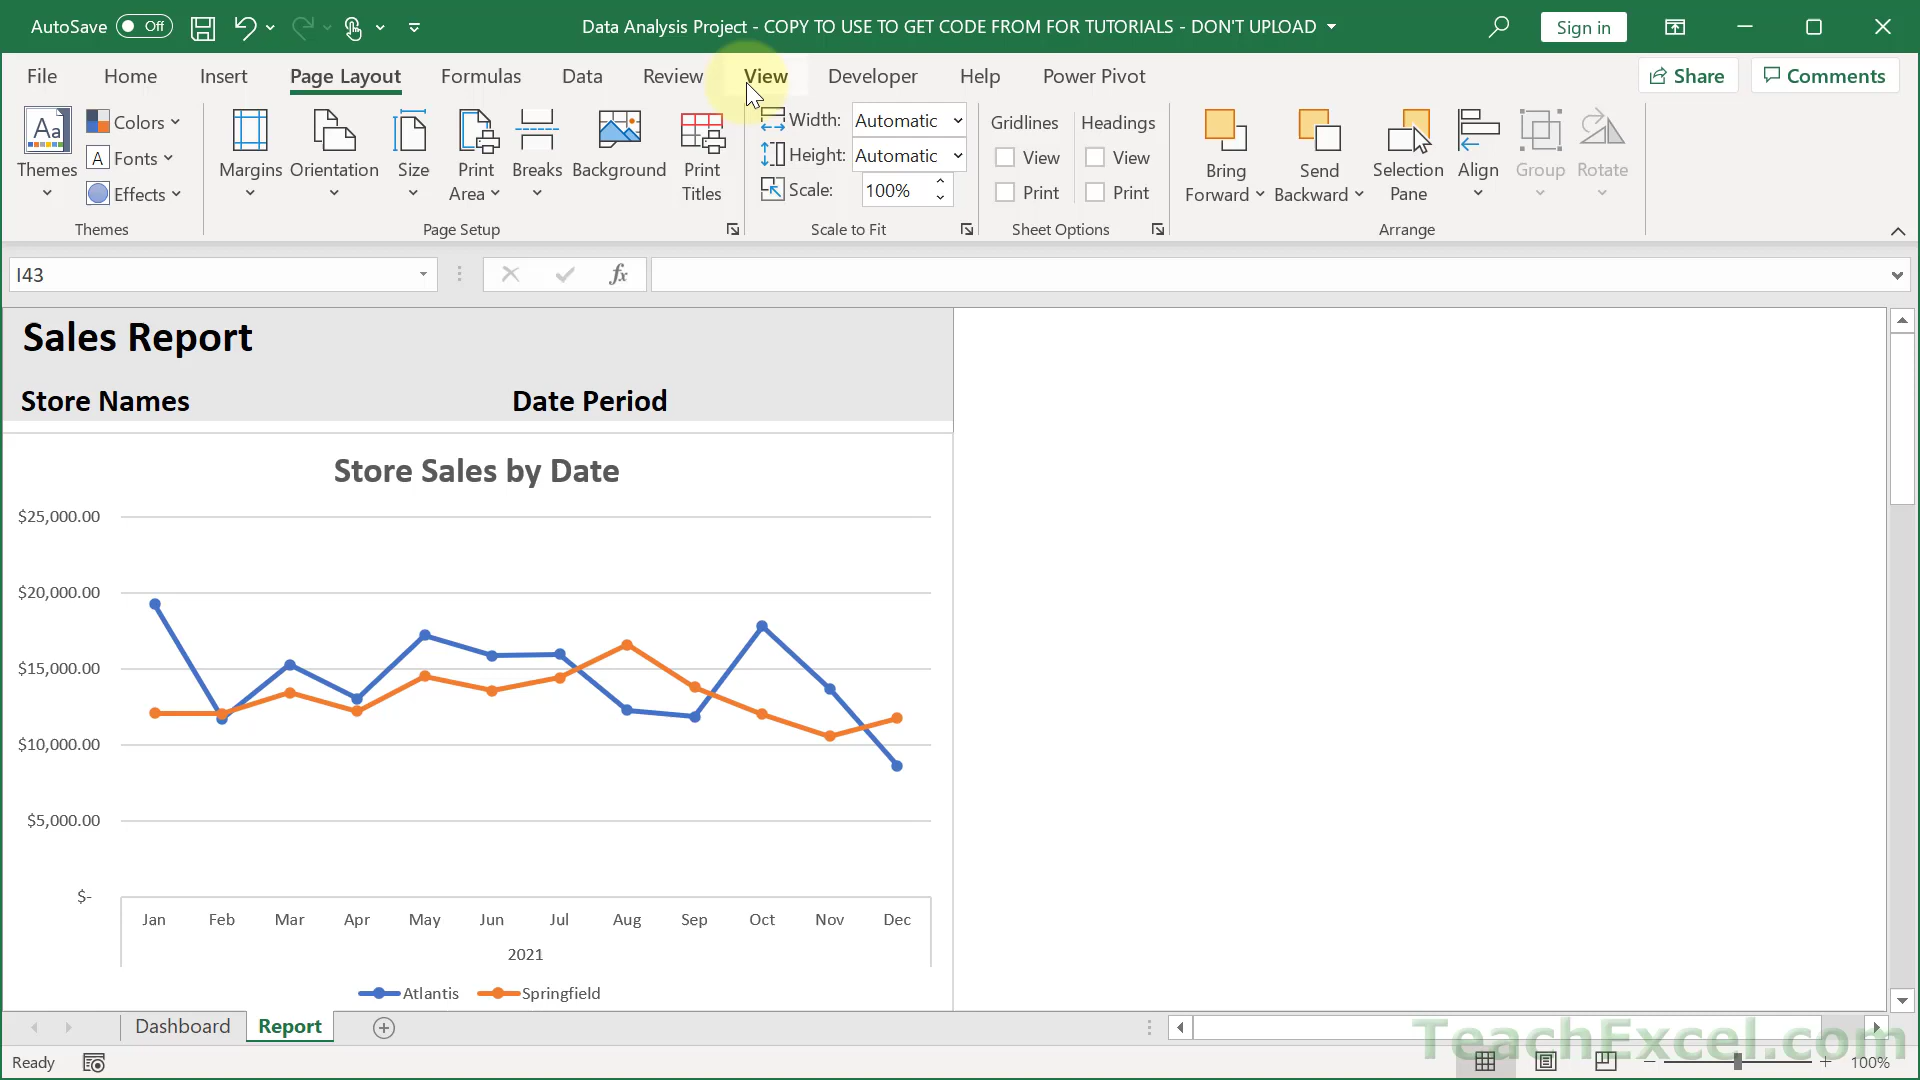 AutoSave Off
Data Analysis Project - COPY TO USE TO GET CODE FROM FOR TUTORIALS - DON'T UPLOAD
Sign in
File Home Insert Page Layout Formulas Data Review View Developer Help Power Pivot
Share Comments
Aa
Themes
Colors
A Fonts
Effects
Themes
Margins
Orientation
Size
Print Area
Breaks
Background
Print Titles
Page Setup
Width: Automatic
Height: Automatic
Scale: 100%
Scale to Fit
Gridlines Headings
View View
Print Print
Sheet Options
Bring Forward
Send Backward
Selection Pane
Align
Group
Rotate
Arrange
I43
fx
Sales Report
Store Names Date Period
Store Sales by Date
$25,000.00
$20,000.00
$15,000.00
$10,000.00
$5,000.00
$-
Jan Feb Mar Apr May Jun Jul Aug Sep Oct Nov Dec
2021
Atlantis Springfield
Dashboard Report
TeachExcel.com
Ready
100%